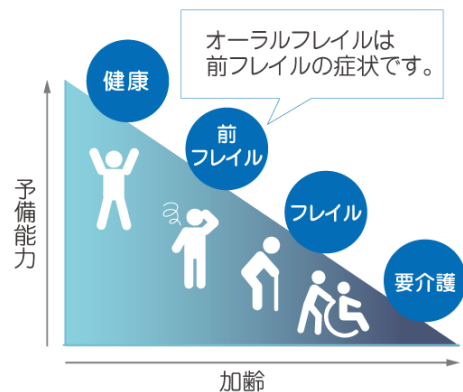 オーラルフレイルは
前フレイルの症状です。
健康
前
フレイル
フレイル
要介護
予備能力
加齢